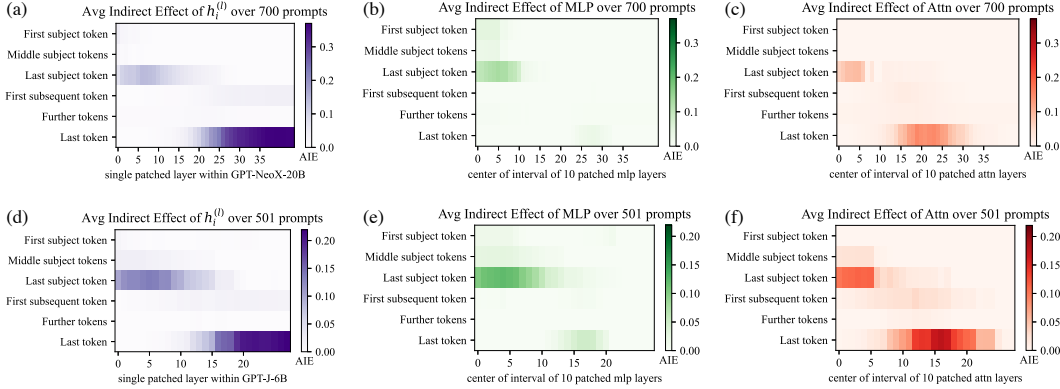 (a) Avg Indirect Effect of h_i^{(l)} over 700 prompts
First subject token
Middle subject tokens
Last subject token
First subsequent token
Further tokens
Last token
0 5 10 15 20 25 30 35
single patched layer within GPT-NeoX-20B
0.3
0.2
0.1
0.0
AIE
(b) Avg Indirect Effect of MLP over 700 prompts
First subject token
Middle subject tokens
Last subject token
First subsequent token
Further tokens
Last token
0 5 10 15 20 25 30 35
center of interval of 10 patched mlp layers
0.3
0.2
0.1
0.0
AIE
(c) Avg Indirect Effect of Attn over 700 prompts
First subject token
Middle subject tokens
Last subject token
First subsequent token
Further tokens
Last token
0 5 10 15 20 25 30 35
center of interval of 10 patched attn layers
0.3
0.2
0.1
0.0
AIE
(d) Avg Indirect Effect of h_i^{(l)} over 501 prompts
First subject token
Middle subject tokens
Last subject token
First subsequent token
Further tokens
Last token
0 10 20
single patched layer within GPT-J-6B
0.20
0.15
0.10
0.05
0.00
AIE
(e) Avg Indirect Effect of MLP over 501 prompts
First subject token
Middle subject tokens
Last subject token
First subsequent token
Further tokens
Last token
0 5 10 15 20
center of interval of 10 patched mlp layers
0.20
0.15
0.10
0.05
0.00
AIE
(f) Avg Indirect Effect of Attn over 501 prompts
First subject token
Middle subject tokens
Last subject token
First subsequent token
Further tokens
Last token
0 5 10 15 20
center of interval of 10 patched attn layers
0.20
0.15
0.10
0.05
0.00
AIE